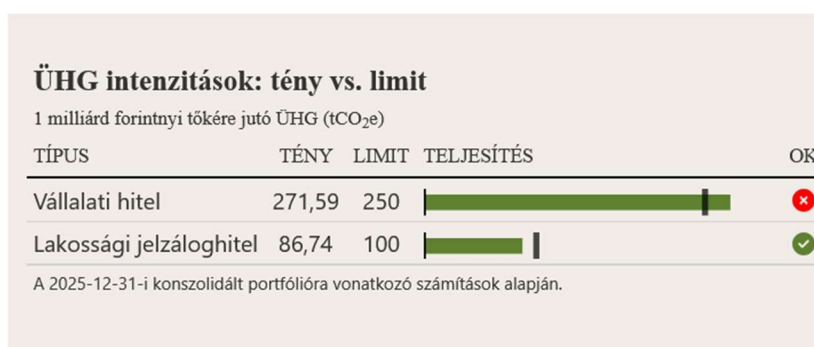 ÜHG intenzitások: tény vs. limit
1 milliárd forintnyi tőkére jutó ÜHG (tCO₂e)
TÍPUS TÉNY LIMIT TELJESÍTÉS OK
Vállalati hitel 271,59 250
Lakossági jelzáloghitel 86,74 100
A 2025-12-31-i konszolidált portfólióra vonatkozó számítások alapján.